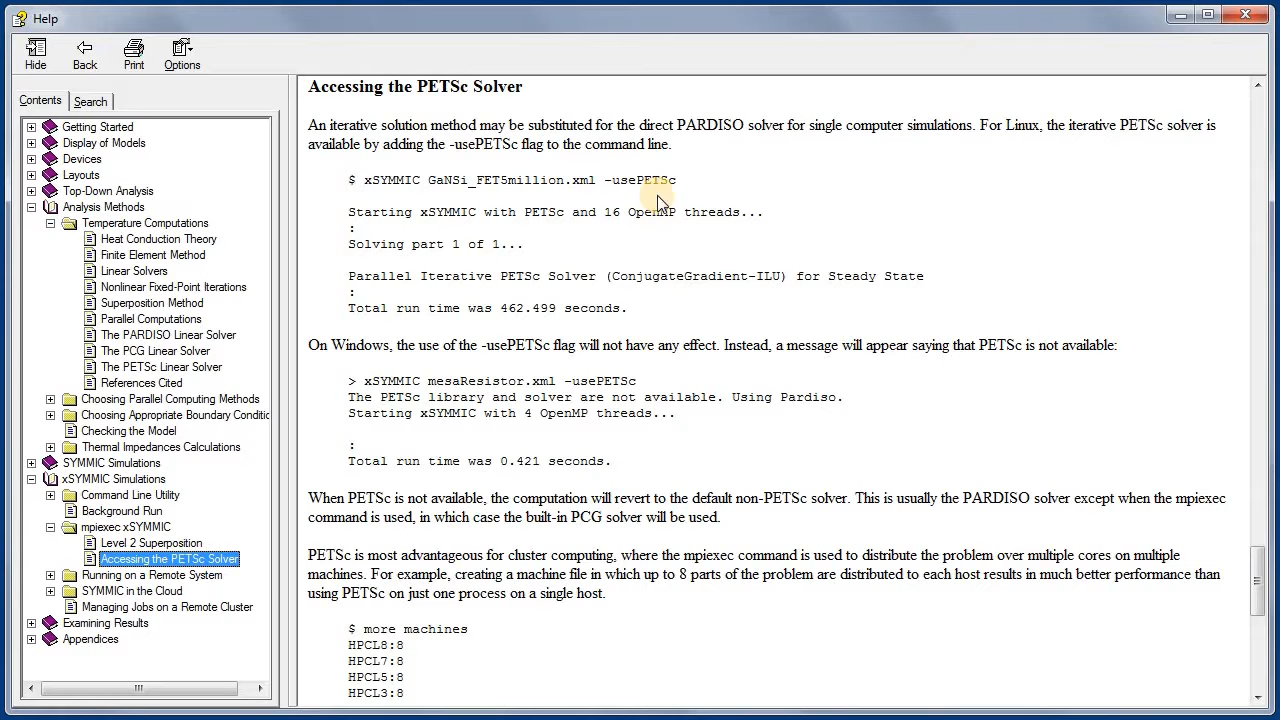 Help
Hide
Back
Print
Options
Contents
Search
Getting Started
Display of Models
Devices
Layouts
Top-Down Analysis
Analysis Methods
Temperature Computations
Heat Conduction Theory
Finite Element Method
Linear Solvers
Nonlinear Fixed-Point Iterations
Superposition Method
Parallel Computations
The PARDISO Linear Solver
The PCG Linear Solver
The PETSc Linear Solver
References Cited
Choosing Parallel Computing Methods
Choosing Appropriate Boundary Conditic
Checking the Model
Thermal Impedances Calculations
SYMMIC Simulations
xSYMMIC Simulations
Command Line Utility
Background Run
mpiexec xSYMMIC
Level 2 Superposition
Accessing the PETSc Solver
Running on a Remote System
SYMMIC in the Cloud
Managing Jobs on a Remote Cluster
Examining Results
Appendices
Accessing the PETSc Solver
An iterative solution method may be substituted for the direct PARDISO solver for single computer simulations. For Linux, the iterative PETSc solver is
available by adding the -usePETSc flag to the command line.
$ xSYMMIC GaNSi_FET5million.xml -usePETSc
Starting xSYMMIC with PETSc and 16 OpenMP threads...
:
Solving part 1 of 1...
Parallel Iterative PETSc Solver (ConjugateGradient-ILU) for Steady State
:
Total run time was 462.499 seconds.
On Windows, the use of the -usePETSc flag will not have any effect. Instead, a message will appear saying that PETSc is not available:
> xSYMMIC mesaResistor.xml -usePETSc
The PETSc library and solver are not available. Using Pardiso.
Starting xSYMMIC with 4 OpenMP threads...
:
Total run time was 0.421 seconds.
When PETSc is not available, the computation will revert to the default non-PETSc solver. This is usually the PARDISO solver except when the mpiexec
command is used, in which case the built-in PCG solver will be used.
PETSc is most advantageous for cluster computing, where the mpiexec command is used to distribute the problem over multiple cores on multiple
machines. For example, creating a machine file in which up to 8 parts of the problem are distributed to each host results in much better performance than
using PETSc on just one process on a single host.
$ more machines
HPCL8:8
HPCL7:8
HPCL5:8
HPCL3:8